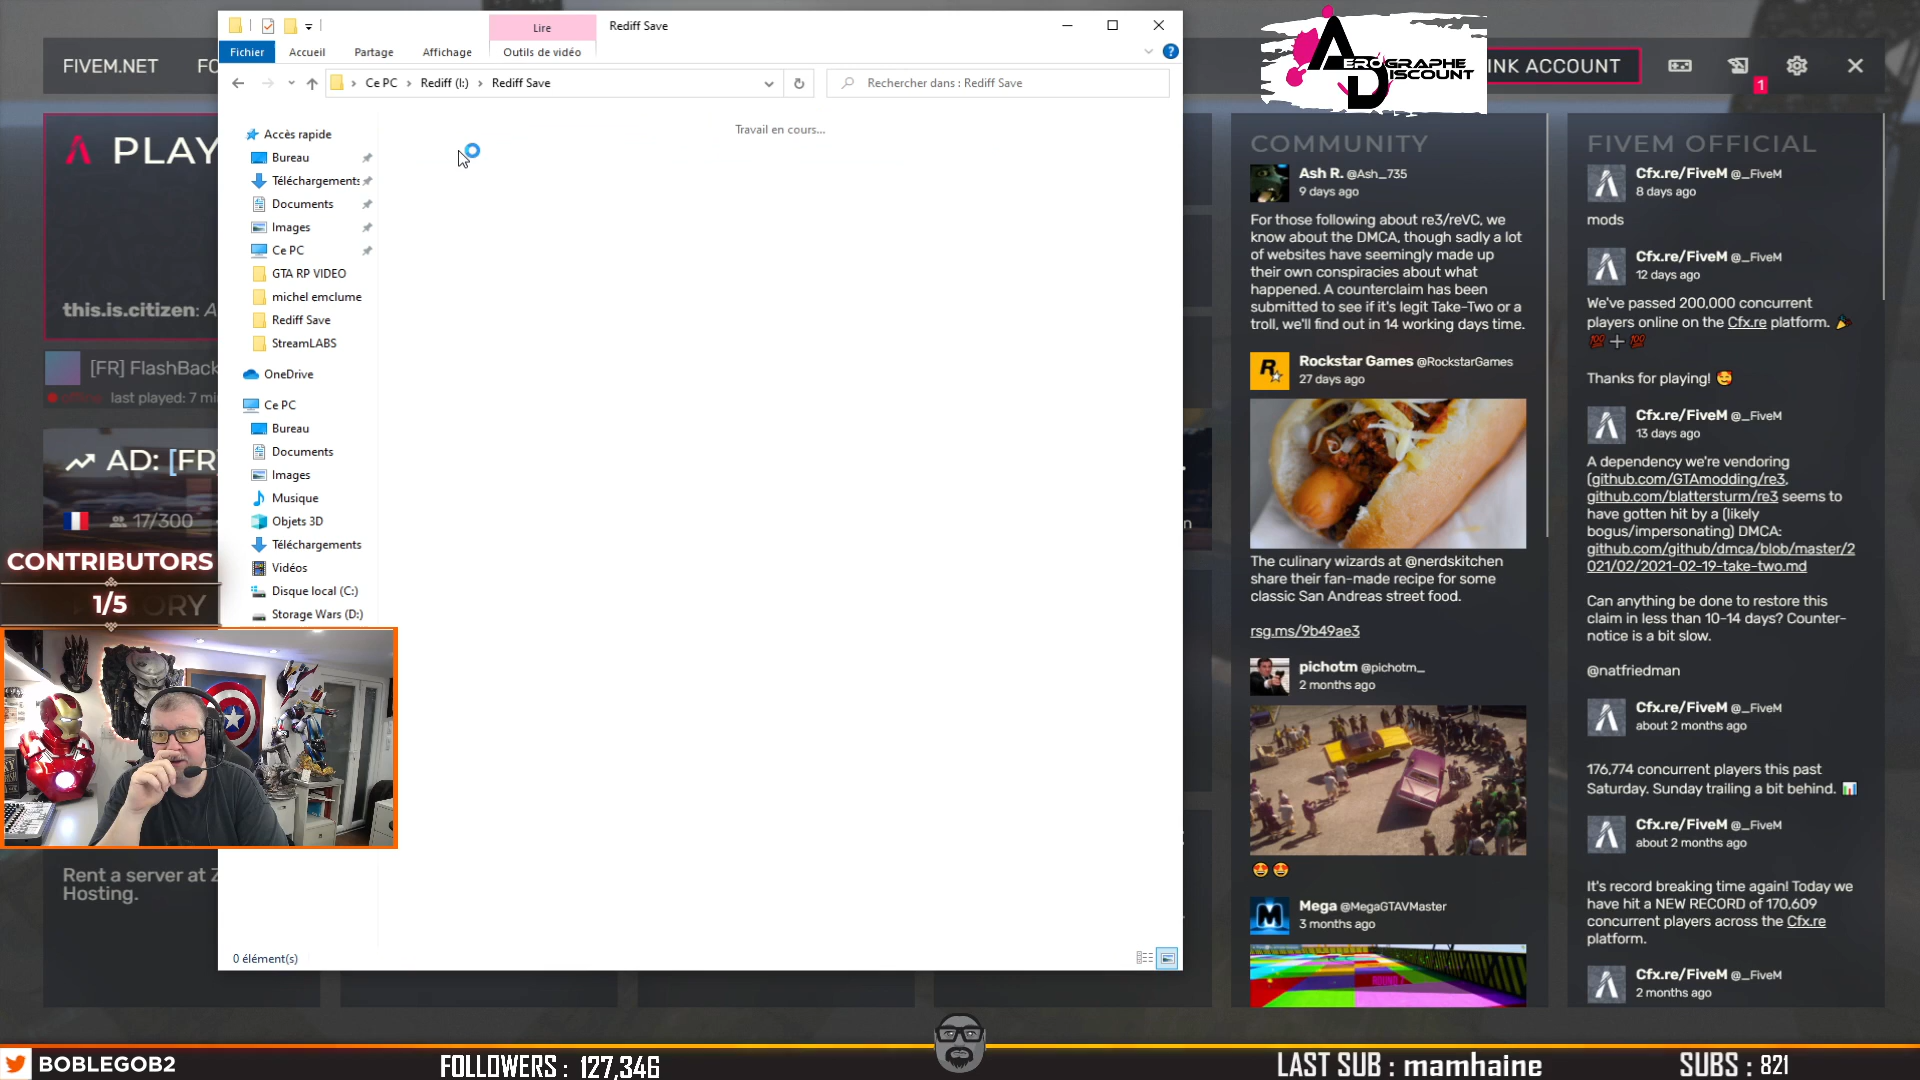 Lire
Rediff Save
Fichier
Accueil
Partage
Affichage
Outils de vidéo
Ce PC
Rediff (I:)
Rediff Save
Rechercher dans : Rediff Save
Travail en cours...
Accès rapide
Bureau
Téléchargements
Documents
Images
Ce PC
GTA RP VIDEO
michel emclume
Rediff Save
StreamLABS
OneDrive
Ce PC
Bureau
Documents
Images
Musique
Objets 3D
Téléchargements
Vidéos
Disque local (C:)
Storage Wars (D:)
0 élément(s)
FIVEM.NET
PLAY
this.is.citizen:
[FR] FlashBack
offline last played: 7 mi
AD: [FR
17/300
CONTRIBUTORS
1/5
ORY
Rent a server at Z
Hosting.
AEROGRAPHE
DISCOUNT
INK ACCOUNT
1
COMMUNITY
Ash R. @Ash_735
9 days ago
For those following about re3/reVC, we
know about the DMCA, though sadly a lot
of websites have seemingly made up
their own conspiracies about what
happened. A counterclaim has been
submitted to see if it's legit Take-Two or a
troll, we'll find out in 14 working days time.
Rockstar Games @RockstarGames
27 days ago
The culinary wizards at @nerdskitchen
share their fan-made recipe for some
classic San Andreas street food.
rsg.ms/9b49ae3
pichotm @pichotm_
2 months ago
😍😍
Mega @MegaGTAVMaster
3 months ago
FIVEM OFFICIAL
Cfx.re/FiveM @_FiveM
8 days ago
mods
Cfx.re/FiveM @_FiveM
12 days ago
We've passed 200,000 concurrent
players online on the Cfx.re platform. 🎉
💯➕💯
Thanks for playing! 🥰
Cfx.re/FiveM @_FiveM
13 days ago
A dependency we're vendoring
(github.com/GTAmodding/re3,
github.com/blattersturm/re3 seems to
have gotten hit by a (likely
bogus/impersonating) DMCA:
github.com/github/dmca/blob/master/2
021/02/2021-02-19-take-two.md
Can anything be done to restore this
claim in less than 10-14 days? Counter-
notice is a bit slow.
@natfriedman
Cfx.re/FiveM @_FiveM
about 2 months ago
176,774 concurrent players this past
Saturday. Sunday trailing a bit behind. 📊
Cfx.re/FiveM @_FiveM
about 2 months ago
It's record breaking time again! Today we
have hit a NEW RECORD of 170,609
concurrent players across the Cfx.re
platform.
Cfx.re/FiveM @_FiveM
2 months ago
BOBLEGOB2
FOLLOWERS : 127,346
LAST SUB : mamhaine
SUBS : 821